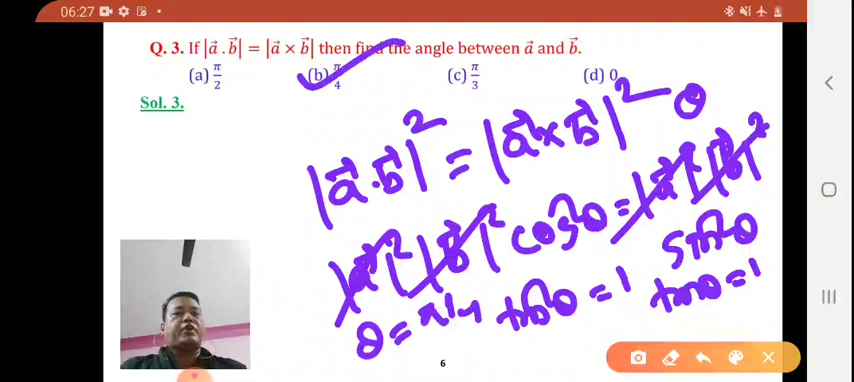 06:27
Q. 3. If |a⃗ . b⃗| = |a⃗ × b⃗| then find the angle between a⃗ and b⃗.
(a) π/2 (b) π/4 (c) π/3 (d) 0
Sol. 3.
|a⃗.b⃗|² = |a⃗×b⃗|² θ
|a⃗|² |b⃗|² cos²θ = |a⃗|² |b⃗|²
sin²θ
θ = π/4 tan²θ = 1 tanθ = 1
6